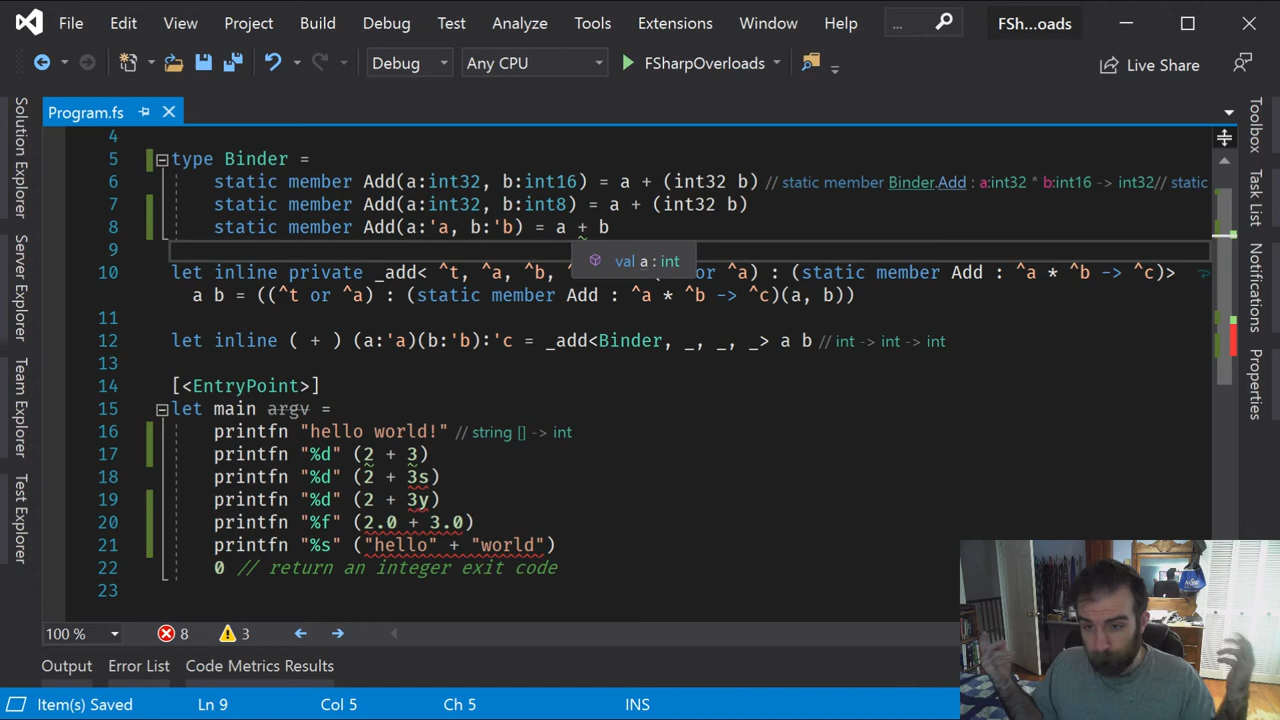 File Edit View Project Build Debug Test Analyze Tools Extensions Window Help ... FSh...oads
Debug Any CPU FSharpOverloads Live Share
Program.fs
Solution Explorer
Server Explorer
Team Explorer
Test Explorer
Toolbox
Task List
Notifications
Properties
4
5 type Binder =
6 static member Add(a:int32, b:int16) = a + (int32 b) // static member Binder.Add : a:int32 * b:int16 -> int32// static
7 static member Add(a:int32, b:int8) = a + (int32 b)
8 static member Add(a:'a, b:'b) = a + b
9
val a : int
10 let inline private _add< ^t, ^a, ^b, ^ or ^a) : (static member Add : ^a * ^b -> ^c)>
a b = ((^t or ^a) : (static member Add : ^a * ^b -> ^c)(a, b))
11
12 let inline ( + ) (a:'a)(b:'b):'c = _add<Binder, _, _, _> a b // int -> int -> int
13
14 [<EntryPoint>]
15 let main argv =
16 printfn "hello world!" // string [] -> int
17 printfn "%d" (2 + 3)
18 printfn "%d" (2 + 3s)
19 printfn "%d" (2 + 3y)
20 printfn "%f" (2.0 + 3.0)
21 printfn "%s" ("hello" + "world")
22 0 // return an integer exit code
23
100 % 8 3
Output Error List Code Metrics Results
Item(s) Saved Ln 9 Col 5 Ch 5 INS